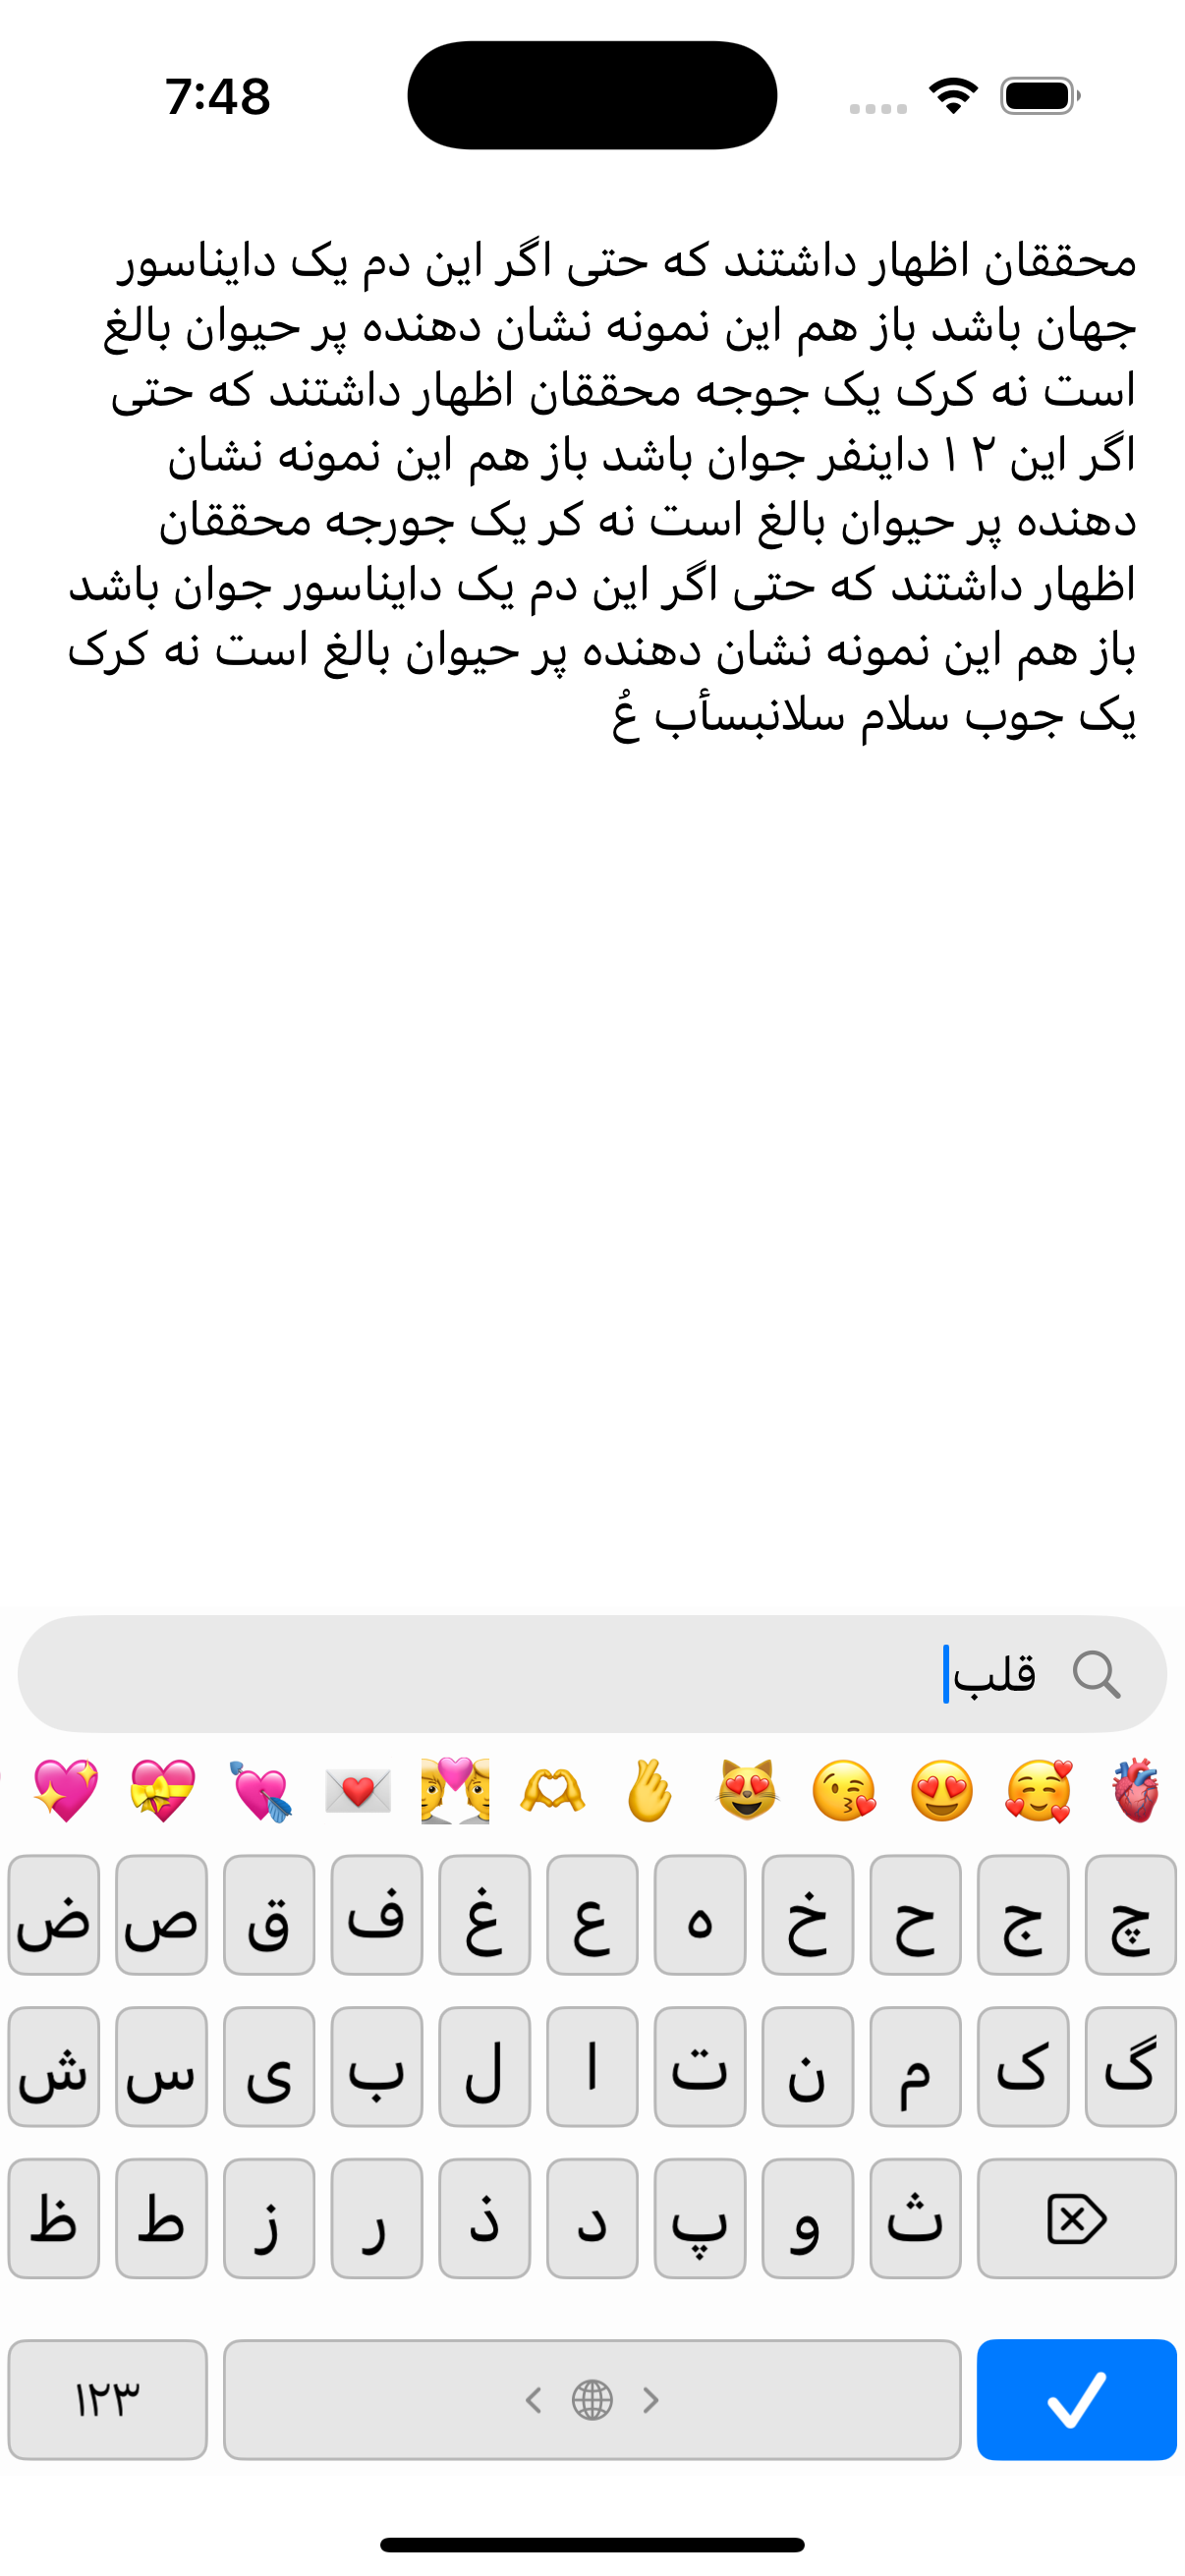 7:48
محققان اظهار داشتند که حتی اگر این دم یک دایناسور
جهان باشد باز هم این نمونه نشان دهنده پر حیوان بالغ
است نه کرک یک جوجه محققان اظهار داشتند که حتی
اگر این ۱۲ داینفر جوان باشد باز هم این نمونه نشان
دهنده پر حیوان بالغ است نه کر یک جورجه محققان
اظهار داشتند که حتی اگر این دم یک دایناسور جوان باشد
باز هم این نمونه نشان دهنده پر حیوان بالغ است نه کرک
یک جوب سلام سلانبسأب عُ
قلب
ض ص ق ف غ ع ه خ ح ج چ
ش س ی ب ل ا ت ن م ک گ
ظ ط ز ر ذ د پ و ث
۱۲۳